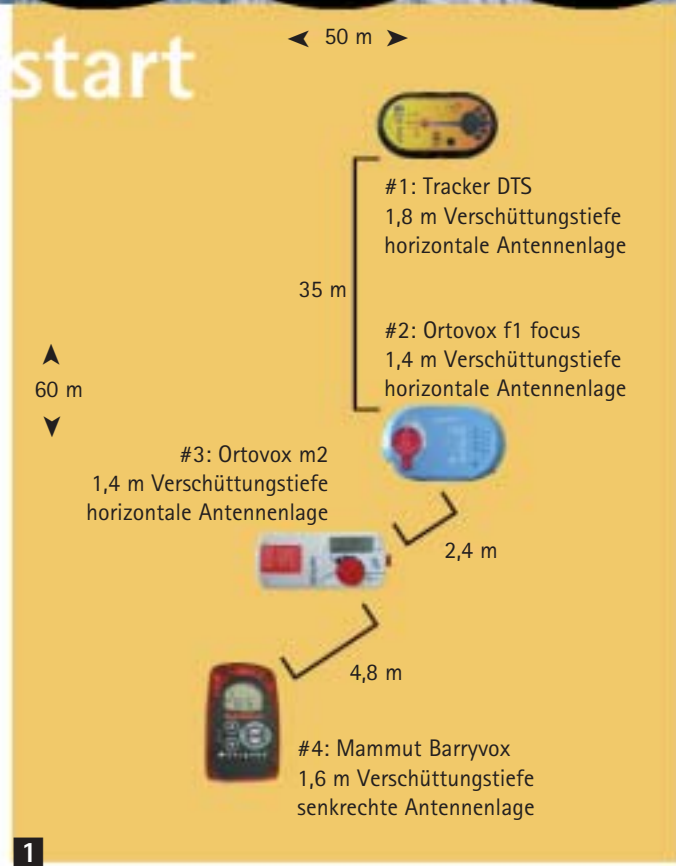 start
50 m
#1: Tracker DTS
1,8 m Verschüttungstiefe
horizontale Antennenlage
35 m
#2: Ortovox f1 focus
1,4 m Verschüttungstiefe
horizontale Antennenlage
60 m
#3: Ortovox m2
1,4 m Verschüttungstiefe
horizontale Antennenlage
2,4 m
4,8 m
#4: Mammut Barryvox
1,6 m Verschüttungstiefe
senkrechte Antennenlage
1